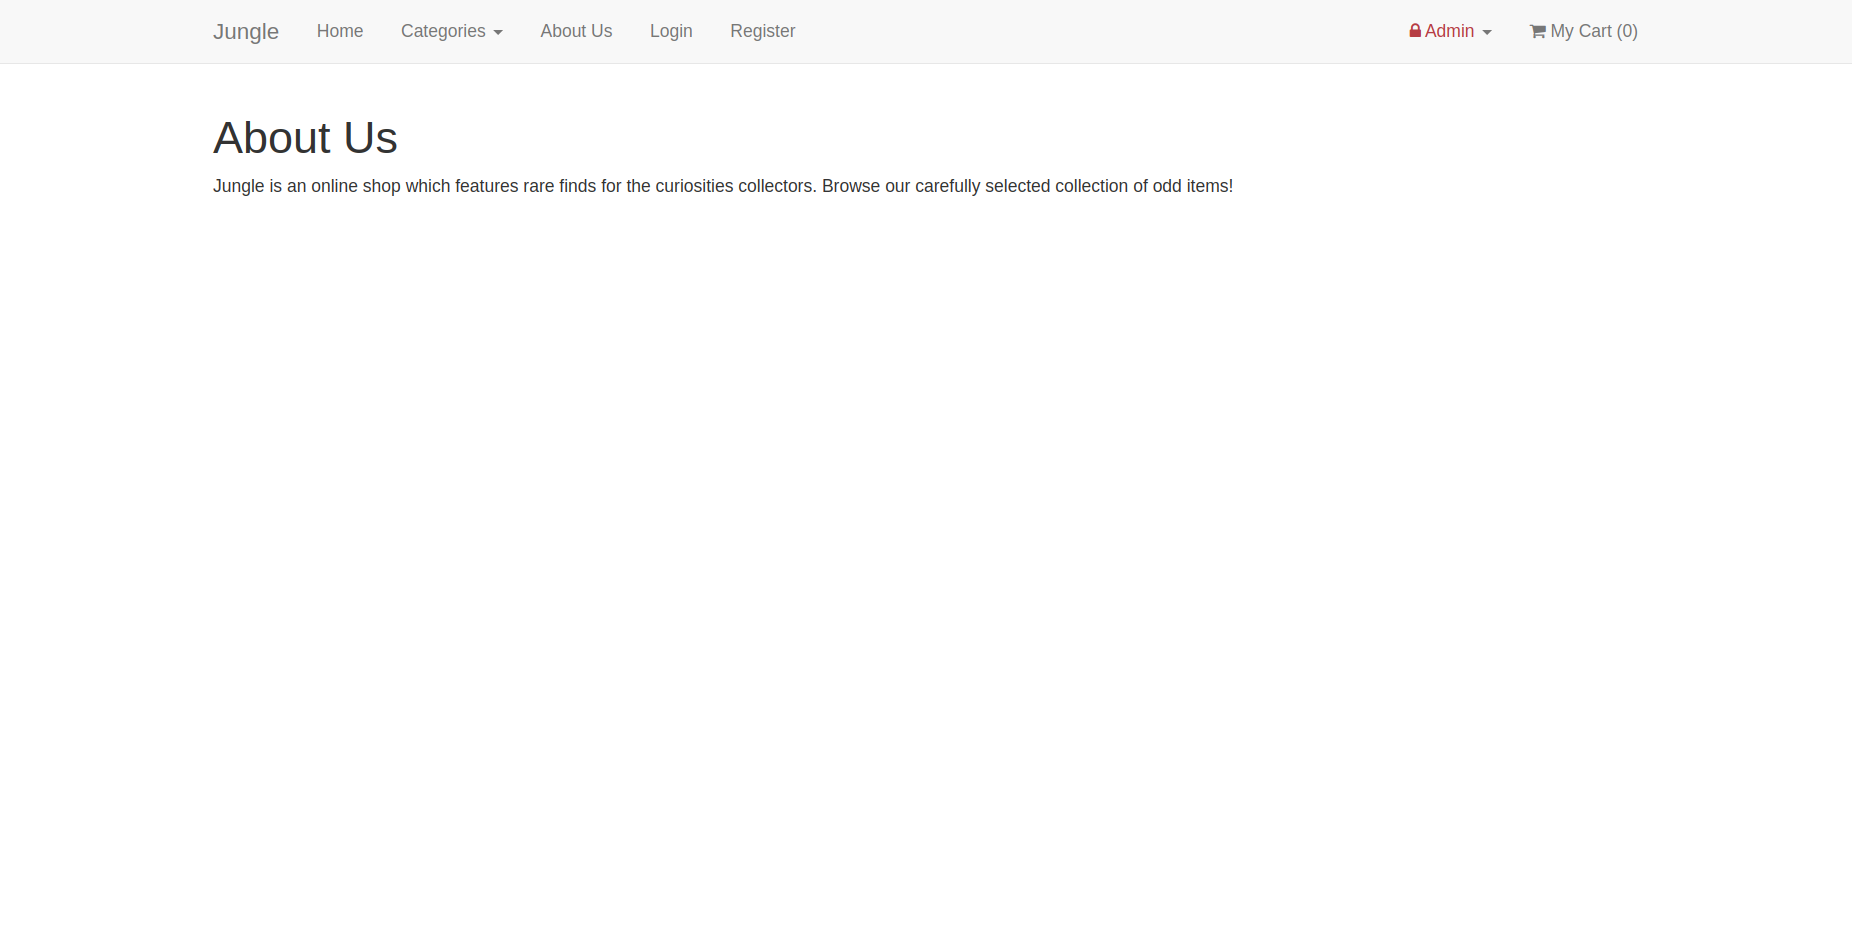 Jungle Home Categories About Us Login Register Admin My Cart (0)
About Us
Jungle is an online shop which features rare finds for the curiosities collectors. Browse our carefully selected collection of odd items!